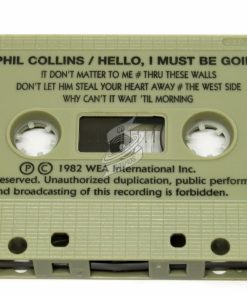 PHIL COLLINS / HELLO, I MUST BE GOI
IT DON'T MATTER TO ME # THRU THESE WALLS
DON'T LET HIM STEAL YOUR HEART AWAY # THE WEST SIDE
WHY CAN'T IT WAIT 'TIL MORNING
℗ © 1982 WEA International Inc.
eserved. Unauthorized duplication, public perform
and broadcasting of this recording is forbidden.